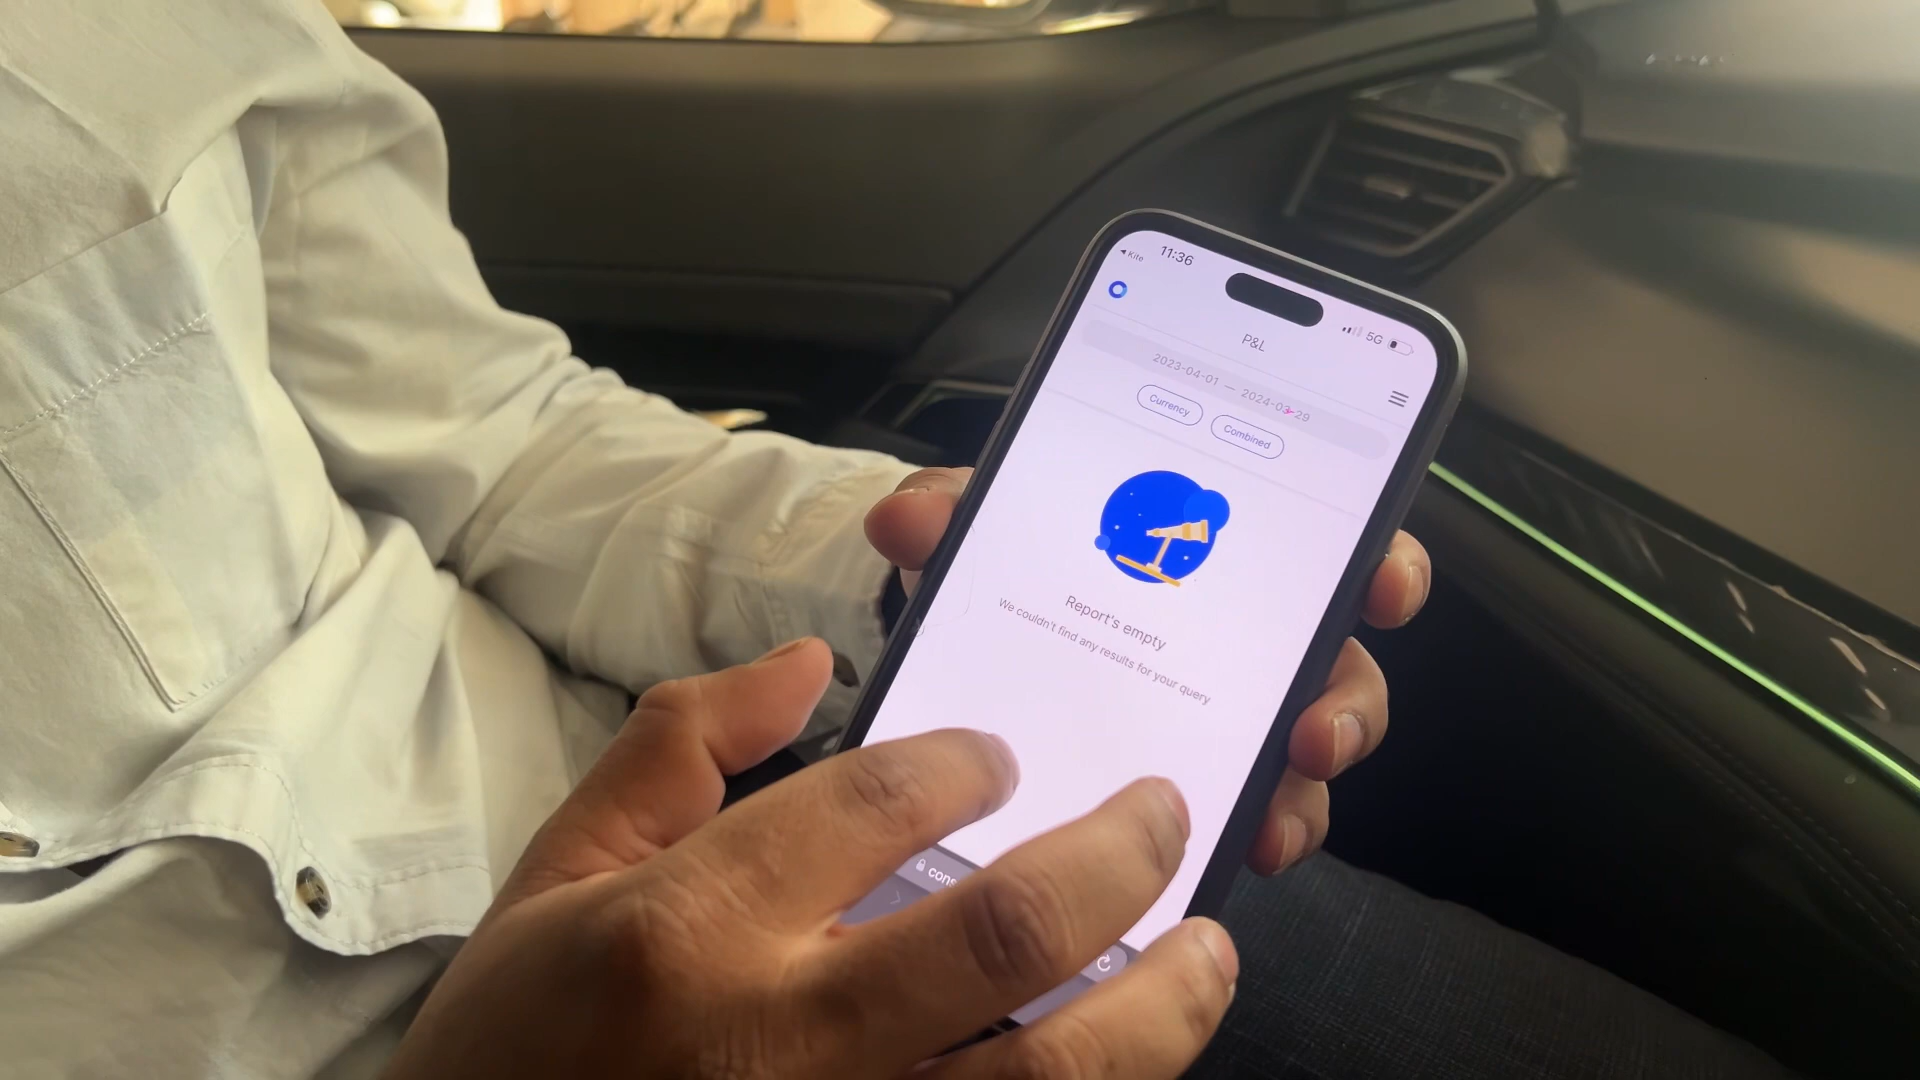 ◀ Kite
11:36
5G
P&L
2023-04-01 — 2024-03-29
Currency
Combined
Report's empty
We couldn't find any results for your query
cons